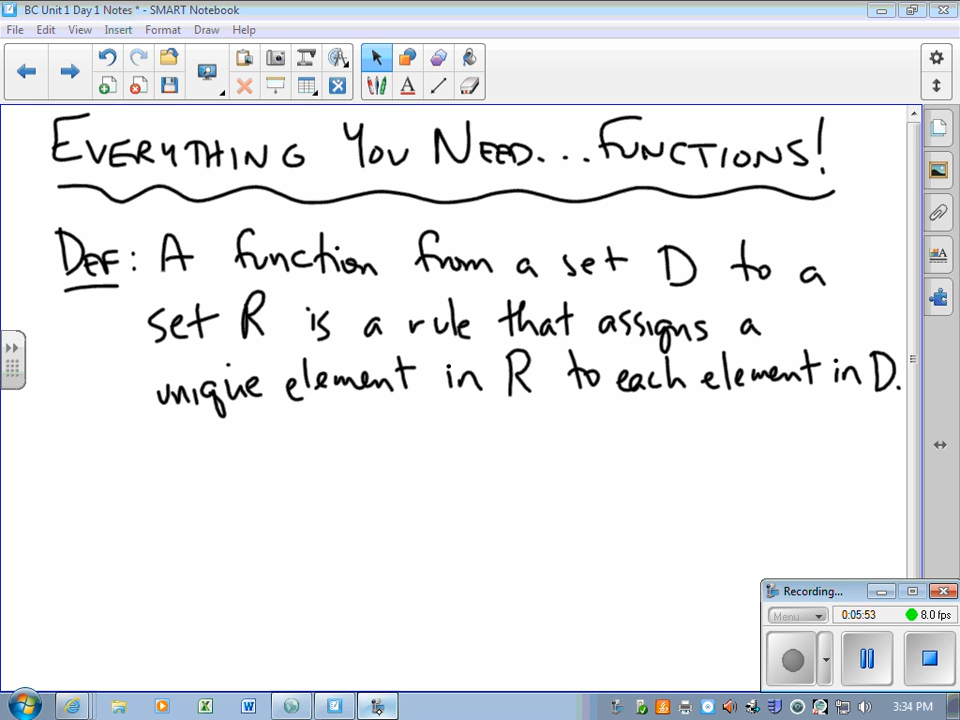 BC Unit 1 Day 1 Notes * - SMART Notebook
File Edit View Insert Format Draw Help
EVERYTHING YOU NEED... FUNCTIONS!
DEF: A function from a set D to a
set R is a rule that assigns a
unique element in R to each element in D.
Recording...
Menu 0:05:53 8.0 fps
3:34 PM